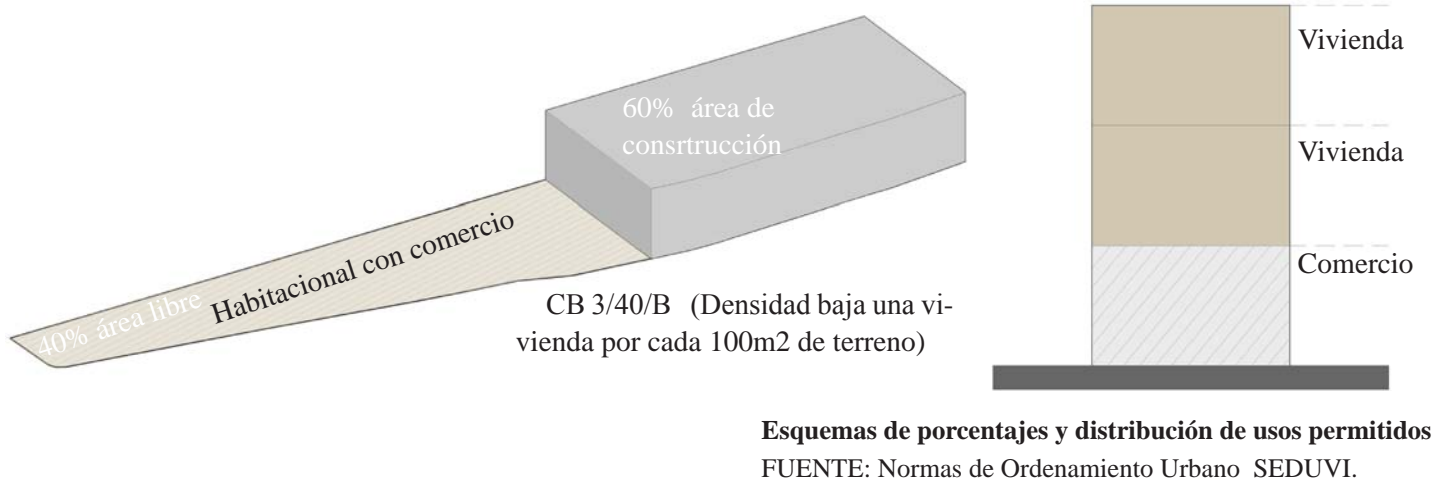 60% área de
consrtrucción
Habitacional con comercio
40% área libre
CB 3/40/B (Densidad baja una vi-
vienda por cada 100m2 de terreno)
Vivienda
Vivienda
Comercio
Esquemas de porcentajes y distribución de usos permitidos
FUENTE: Normas de Ordenamiento Urbano SEDUVI.